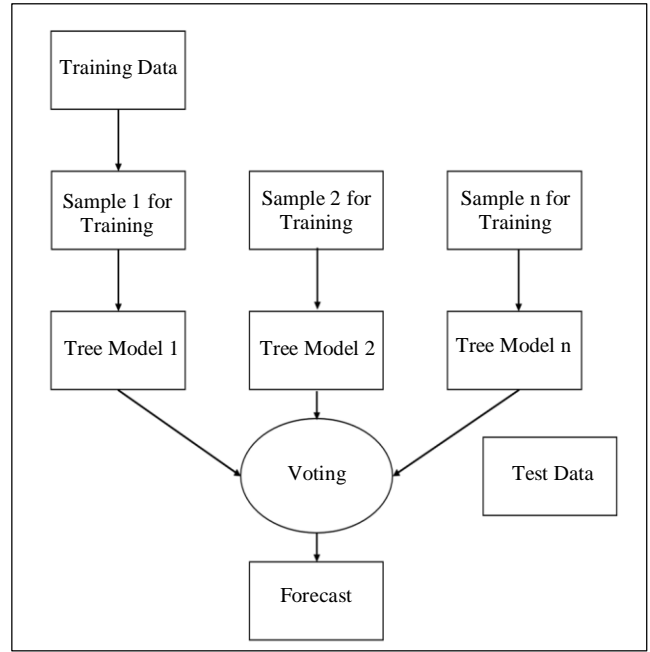 Training Data
Sample 1 for
Training
Sample 2 for
Training
Sample n for
Training
Tree Model 1
Tree Model 2
Tree Model n
Voting
Test Data
Forecast